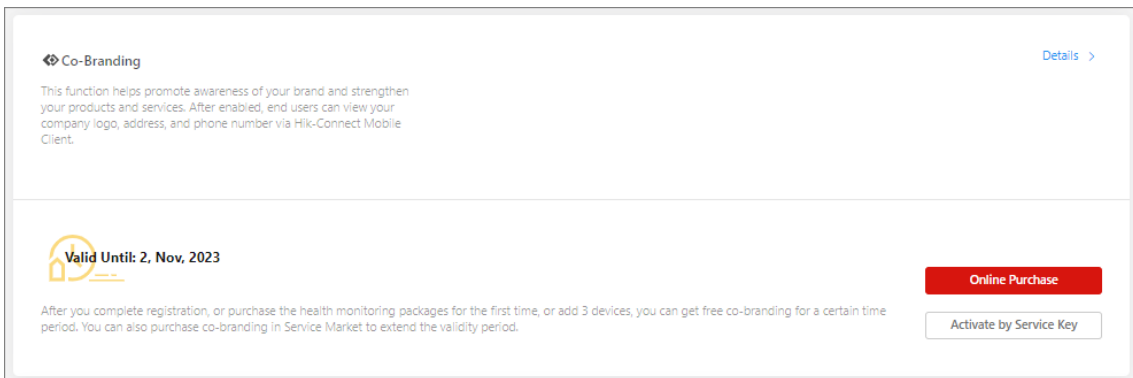 Co-Branding
Details >
This function helps promote awareness of your brand and strengthen
your products and services. After enabled, end users can view your
company logo, address, and phone number via Hik-Connect Mobile
Client.
Valid Until: 2, Nov, 2023
Online Purchase
After you complete registration, or purchase the health monitoring packages for the first time, or add 3 devices, you can get free co-branding for a certain time
period. You can also purchase co-branding in Service Market to extend the validity period.
Activate by Service Key